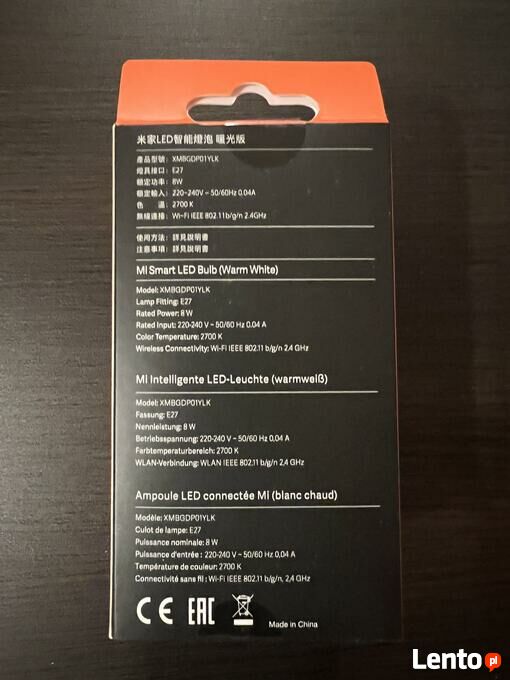 米家LED智能燈泡 暖光版
產品型號：XMBGDP01YLK
燈具接口：E27
額定功率：8W
額定輸入：220-240V ~ 50/60Hz 0.04A
色　溫：2700 K
無線連接：Wi-Fi IEEE 802.11b/g/n 2.4GHz
使用方法：詳見說明書
注意事項：詳見說明書
Mi Smart LED Bulb (Warm White)
Model: XMBGDP01YLK
Lamp Fitting: E27
Rated Power: 8 W
Rated Input: 220-240 V ~ 50/60 Hz 0.04 A
Color Temperature: 2700 K
Wireless Connectivity: Wi-Fi IEEE 802.11 b/g/n 2.4 GHz
Mi Intelligente LED-Leuchte (warmweiß)
Model: XMBGDP01YLK
Fassung: E27
Nennleistung: 8 W
Betriebsspannung: 220-240 V ~ 50/60 Hz 0,04 A
Farbtemperaturbereich: 2700 K
WLAN-Verbindung: WLAN IEEE 802.11 b/g/n 2,4 GHz
Ampoule LED connectée Mi (blanc chaud)
Modèle: XMBGDP01YLK
Culot de lampe: E27
Puissance nominale: 8 W
Puissance d'entrée : 220-240 V ~ 50/60 Hz 0,04 A
Température de couleur: 2700 K
Connectivité sans fil : Wi-Fi IEEE 802.11 b/g/n, 2,4 GHz
CE EAC
Made in China
Lento.pl